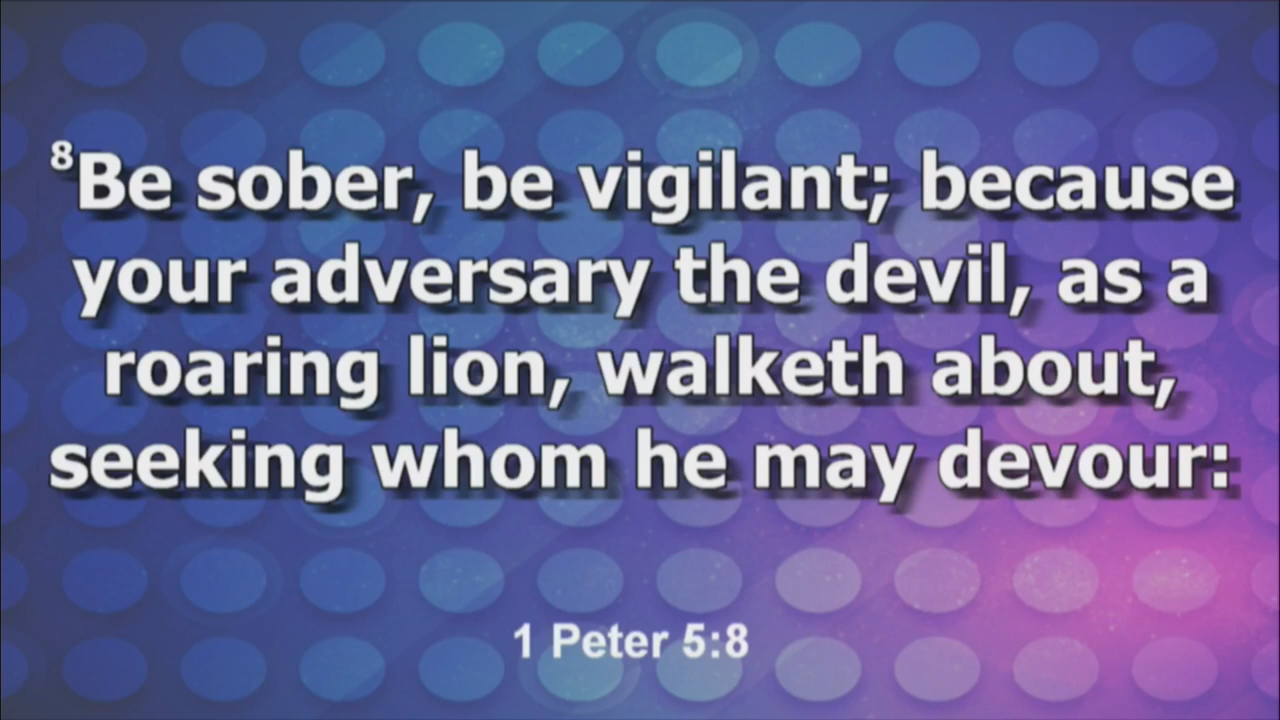 ⁸Be sober, be vigilant; because
your adversary the devil, as a
roaring lion, walketh about,
seeking whom he may devour:
1 Peter 5:8